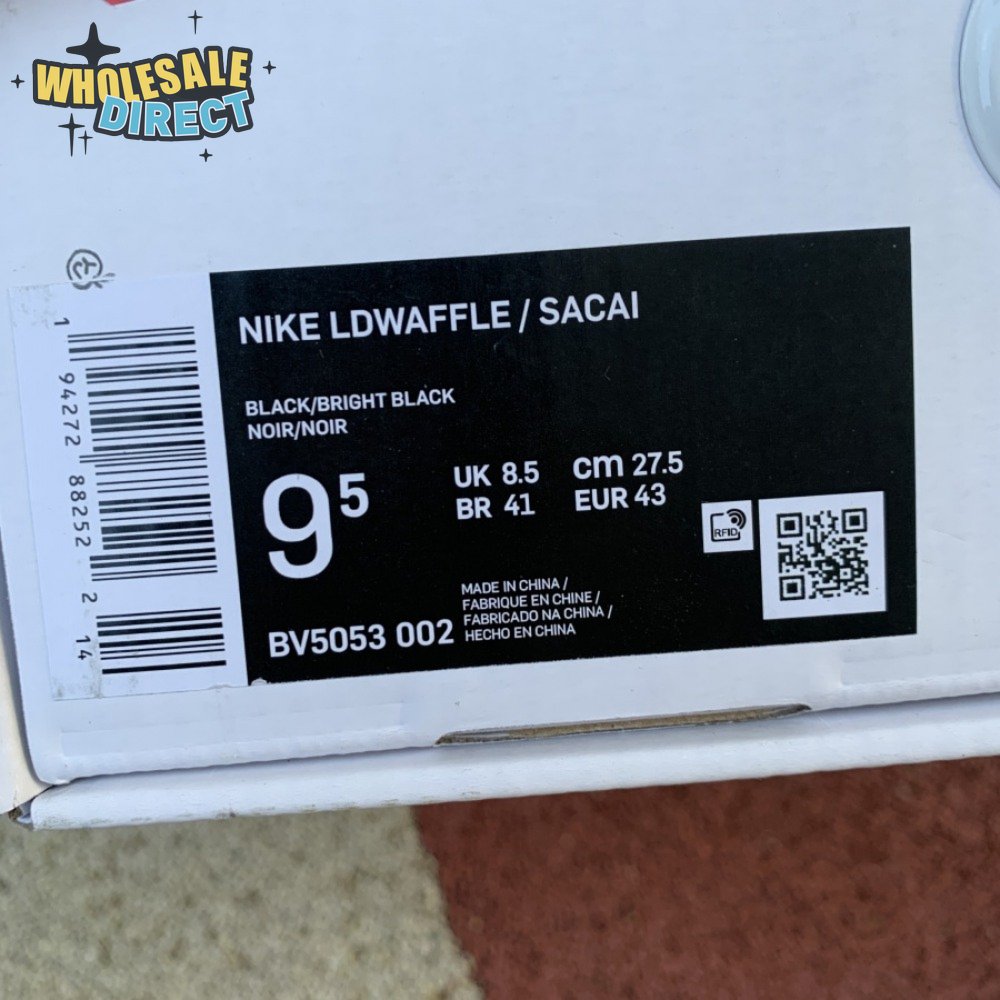 WHOLESALE
DIRECT
NIKE LDWAFFLE / SACAI
BLACK/BRIGHT BLACK
NOIR/NOIR
9 5
UK 8.5 cm 27.5
BR 41 EUR 43
RFID
MADE IN CHINA /
FABRIQUE EN CHINE /
FABRICADO NA CHINA /
HECHO EN CHINA
BV5053 002
1 94272 88252 2 14